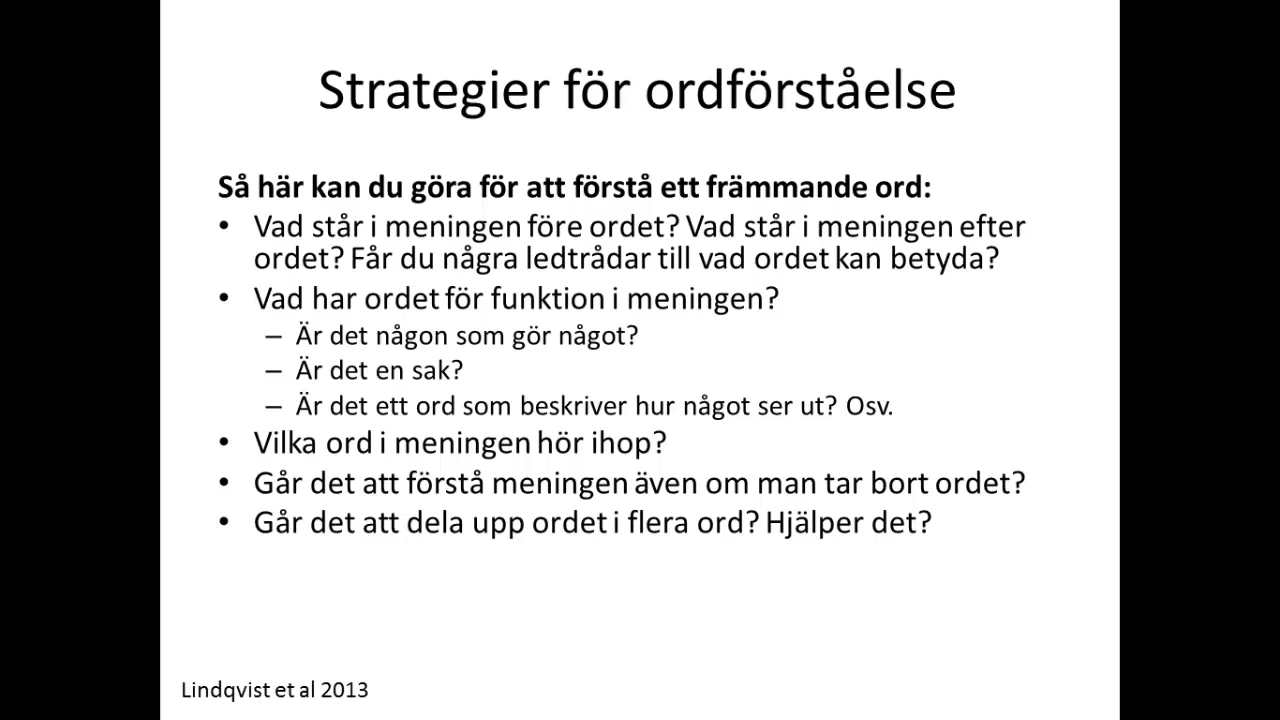 Strategier för ordförståelse
Så här kan du göra för att förstå ett främmande ord:
• Vad står i meningen före ordet? Vad står i meningen efter
ordet? Får du några ledtrådar till vad ordet kan betyda?
• Vad har ordet för funktion i meningen?
– Är det någon som gör något?
– Är det en sak?
– Är det ett ord som beskriver hur något ser ut? Osv.
• Vilka ord i meningen hör ihop?
• Går det att förstå meningen även om man tar bort ordet?
• Går det att dela upp ordet i flera ord? Hjälper det?
Lindqvist et al 2013